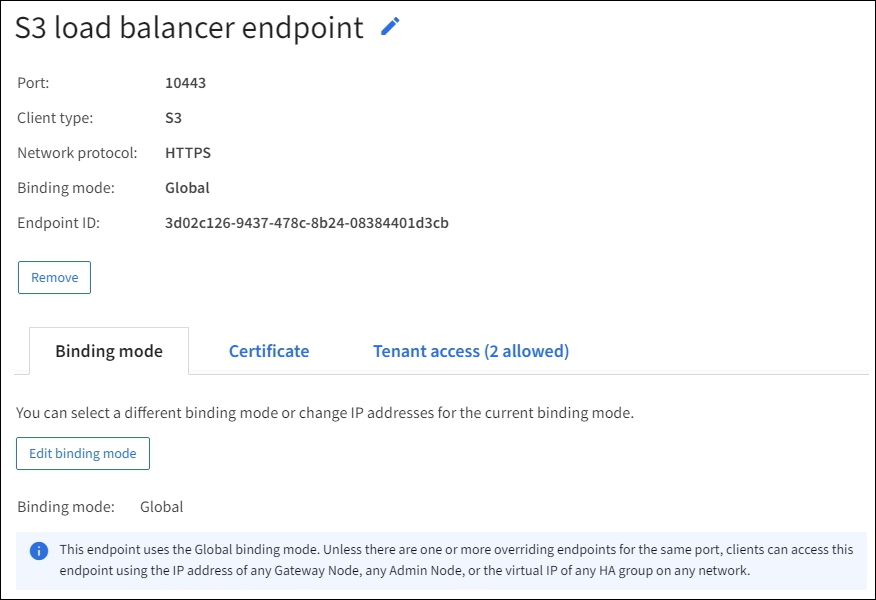 S3 load balancer endpoint
Port: 10443
Client type: S3
Network protocol: HTTPS
Binding mode: Global
Endpoint ID: 3d02c126-9437-478c-8b24-08384401d3cb
Remove
Binding mode Certificate Tenant access (2 allowed)
You can select a different binding mode or change IP addresses for the current binding mode.
Edit binding mode
Binding mode: Global
This endpoint uses the Global binding mode. Unless there are one or more overriding endpoints for the same port, clients can access this
endpoint using the IP address of any Gateway Node, any Admin Node, or the virtual IP of any HA group on any network.